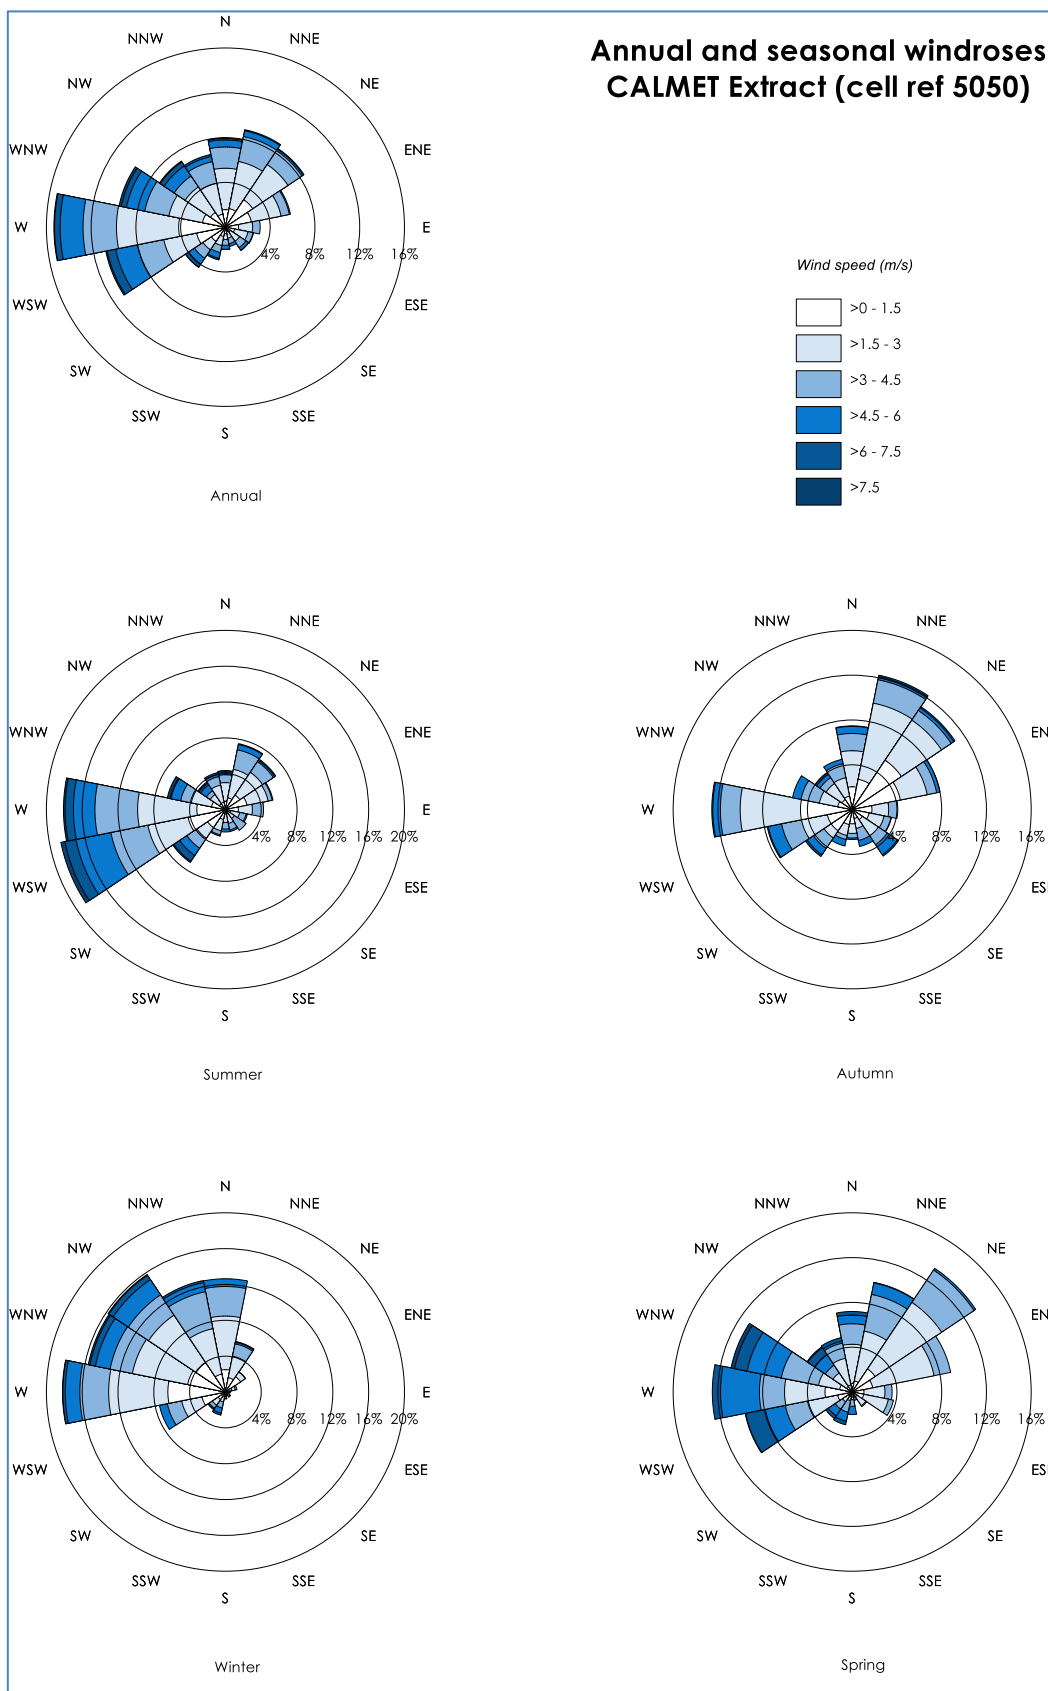 Annual and seasonal windroses
CALMET Extract (cell ref 5050)
N
NNW
NNE
NW
NE
WNW
ENE
W
E
4%
8%
12%
16%
WSW
ESE
SW
SE
SSW
SSE
S
Annual
Wind speed (m/s)
>0 - 1.5
>1.5 - 3
>3 - 4.5
>4.5 - 6
>6 - 7.5
>7.5
N
NNW
NNE
NW
NE
WNW
ENE
W
E
4%
8%
12%
16%
20%
WSW
ESE
SW
SE
SSW
SSE
S
Summer
N
NNW
NNE
NW
NE
WNW
EN
W
4%
8%
12%
16%
WSW
ES
SW
SE
SSW
SSE
S
Autumn
N
NNW
NNE
NW
NE
WNW
ENE
W
E
4%
8%
12%
16%
20%
WSW
ESE
SW
SE
SSW
SSE
S
Winter
N
NNW
NNE
NW
NE
WNW
EN
W
4%
8%
12%
16%
WSW
ES
SW
SE
SSW
SSE
S
Spring